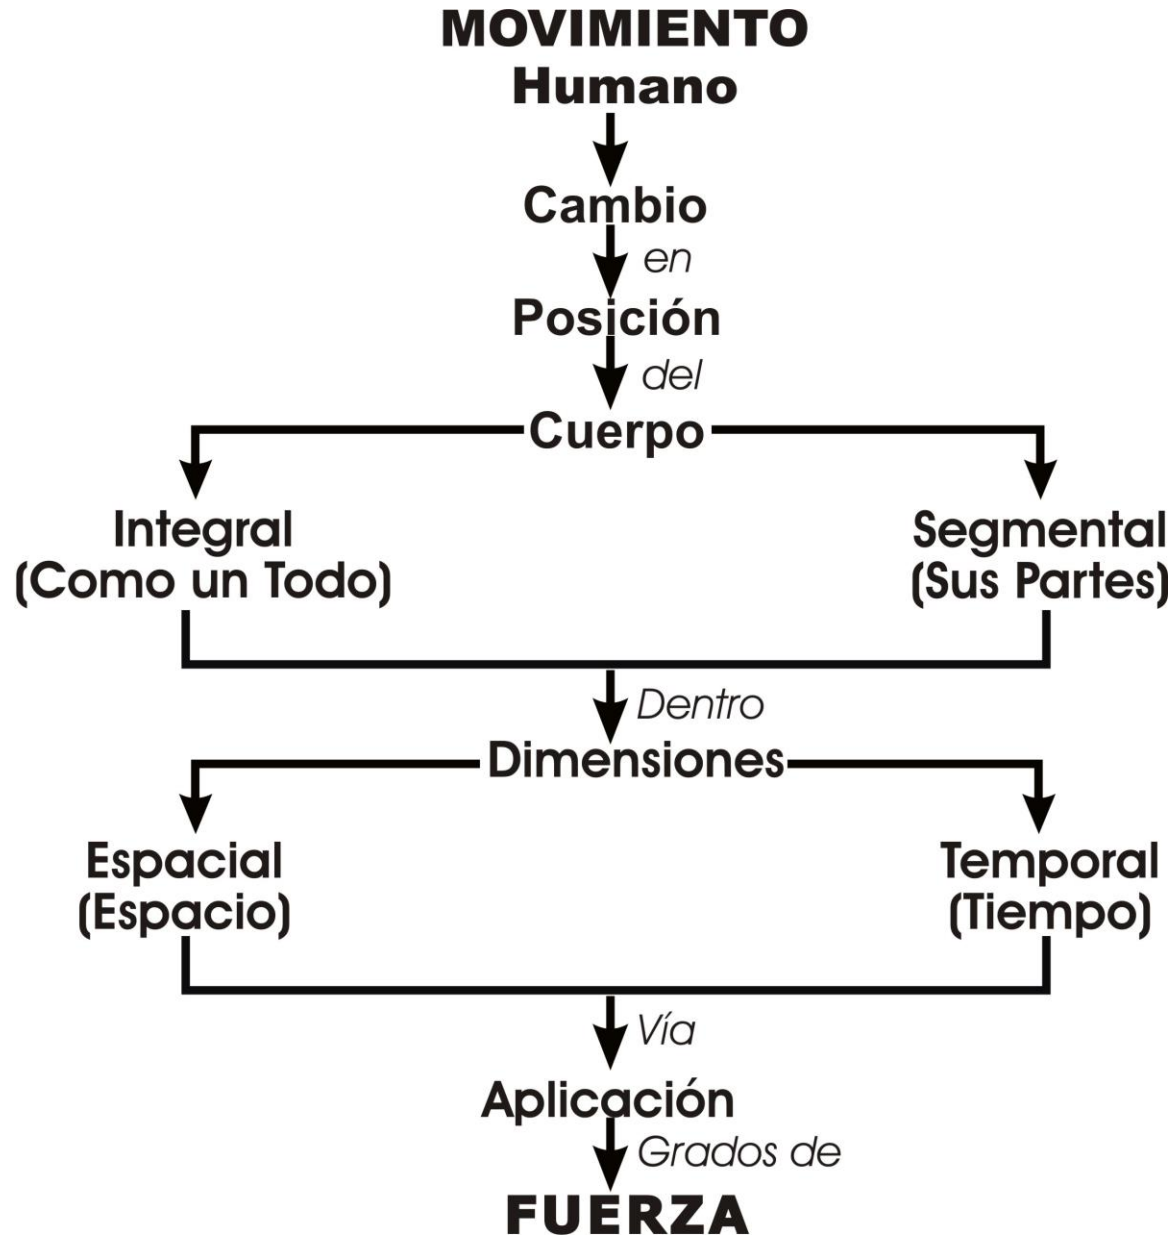 MOVIMIENTO
Humano
Cambio
en
Posición
del
Cuerpo
Integral
(Como un Todo)
Segmental
(Sus Partes)
Dentro
Dimensiones
Espacial
(Espacio)
Temporal
(Tiempo)
Vía
Aplicación
Grados de
FUERZA